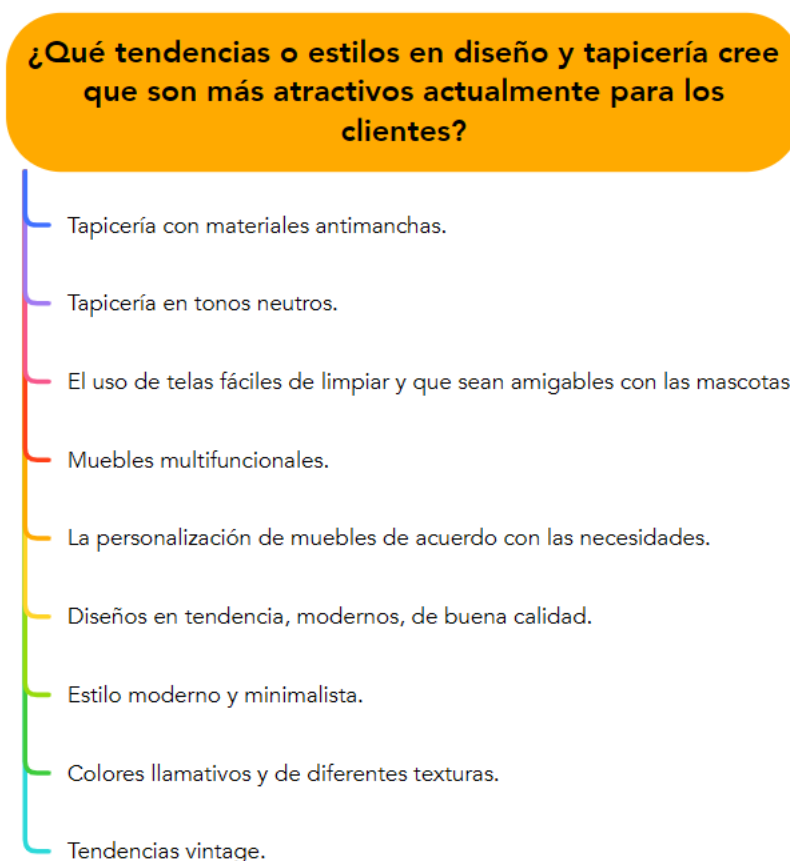 ¿Qué tendencias o estilos en diseño y tapicería cree
que son más atractivos actualmente para los
clientes?
Tapicería con materiales antimanchas.
Tapicería en tonos neutros.
El uso de telas fáciles de limpiar y que sean amigables con las mascotas
Muebles multifuncionales.
La personalización de muebles de acuerdo con las necesidades.
Diseños en tendencia, modernos, de buena calidad.
Estilo moderno y minimalista.
Colores llamativos y de diferentes texturas.
Tendencias vintage.